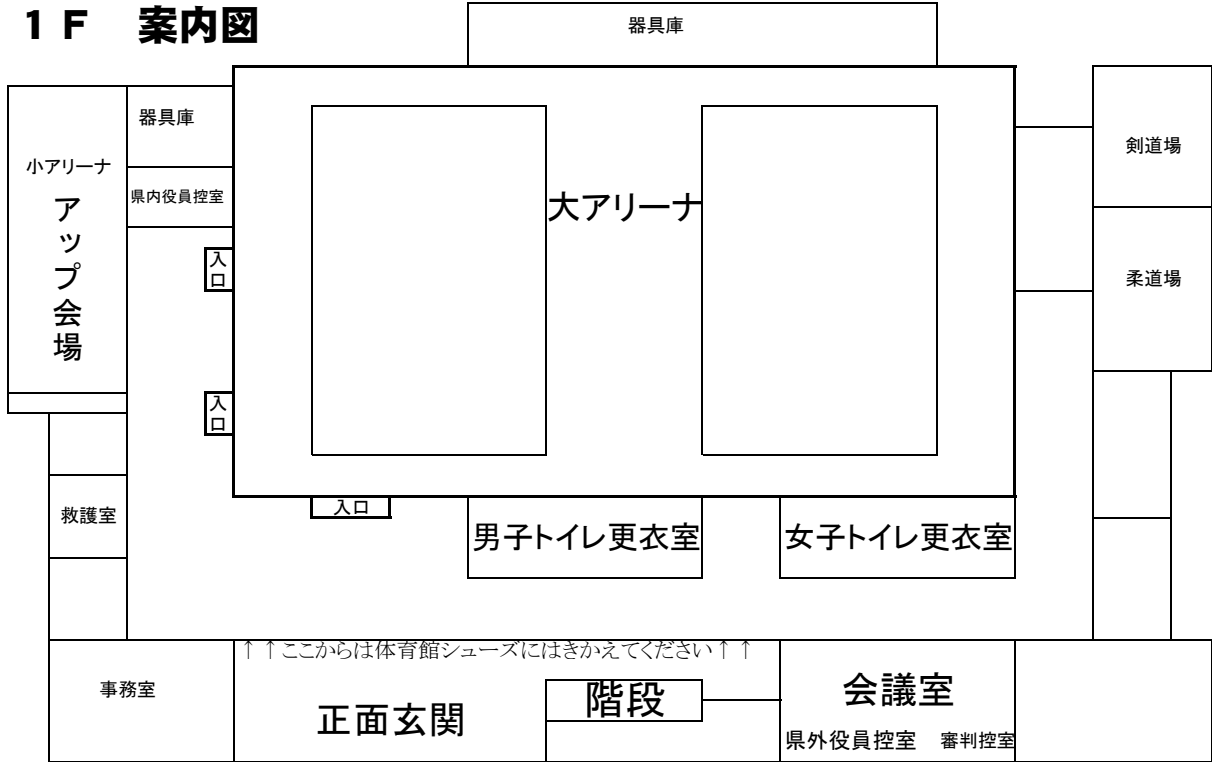 １Ｆ　案内図
器具庫
器具庫
小アリーナ
アップ会場
県内役員控室
大アリーナ
剣道場
柔道場
入口
入口
入口
救護室
男子トイレ更衣室
女子トイレ更衣室
↑↑ここからは体育館シューズにはきかえてください↑↑
事務室
正面玄関
階段
会議室
県外役員控室　審判控室